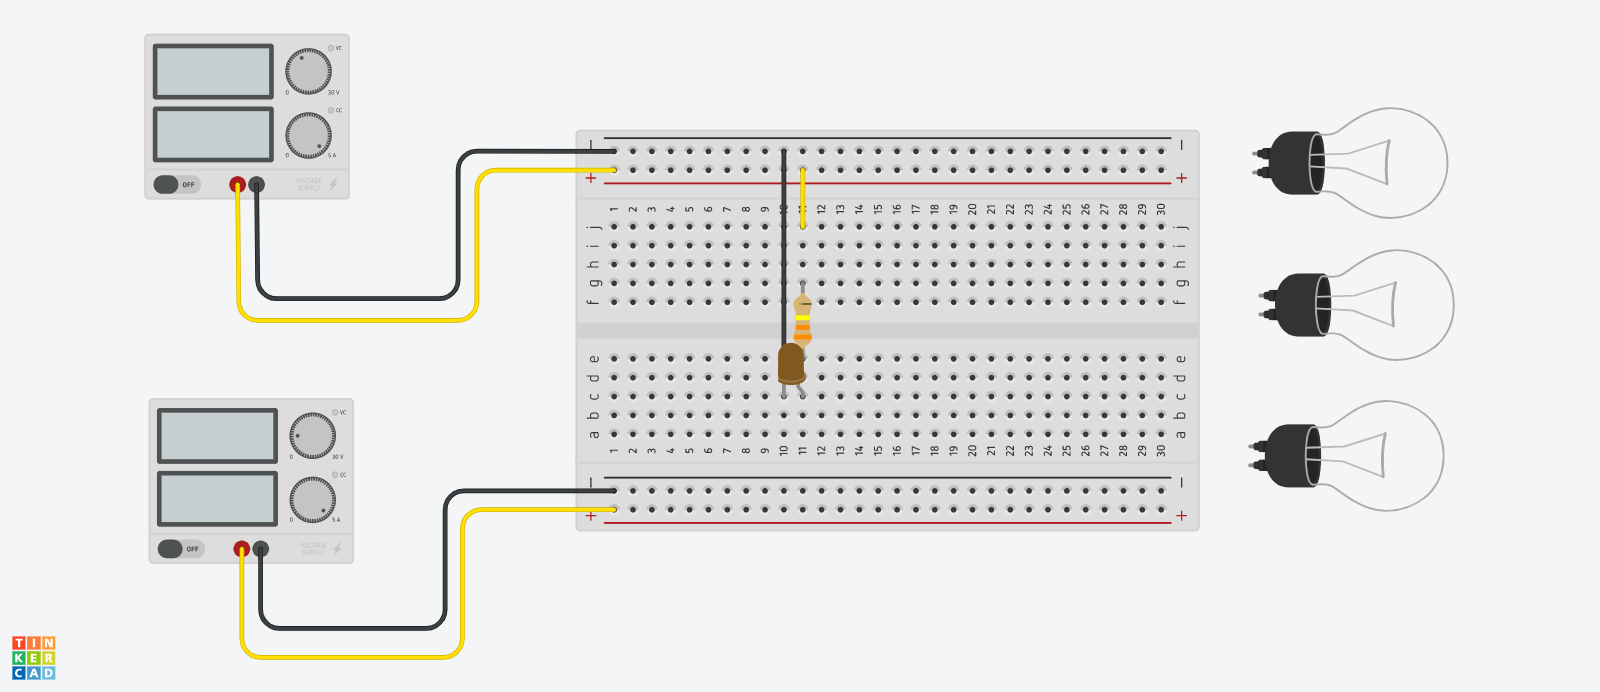 VC
0 30 V
CC
0 5 A
OFF
VOLTAGE
SUPPLY
− −
+ +
1 2 3 4 5 6 7 8 9 10 11 12 13 14 15 16 17 18 19 20 21 22 23 24 25 26 27 28 29 30
j j
i i
h h
g g
f f
e e
d d
c c
b b
a a
1 2 3 4 5 6 7 8 9 10 11 12 13 14 15 16 17 18 19 20 21 22 23 24 25 26 27 28 29 30
− −
+ +
VC
0 30 V
CC
0 5 A
OFF
VOLTAGE
SUPPLY
TIN
KER
CAD